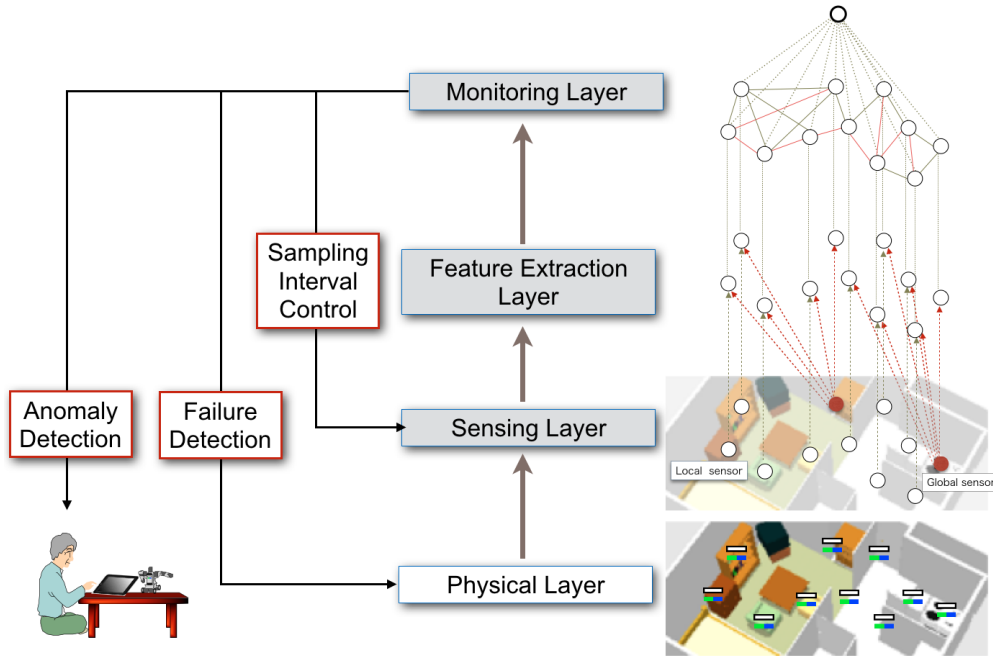 Monitoring Layer
Sampling
Interval
Control
Feature Extraction
Layer
Anomaly
Detection
Failure
Detection
Sensing Layer
Local sensor
Global sensor
Physical Layer